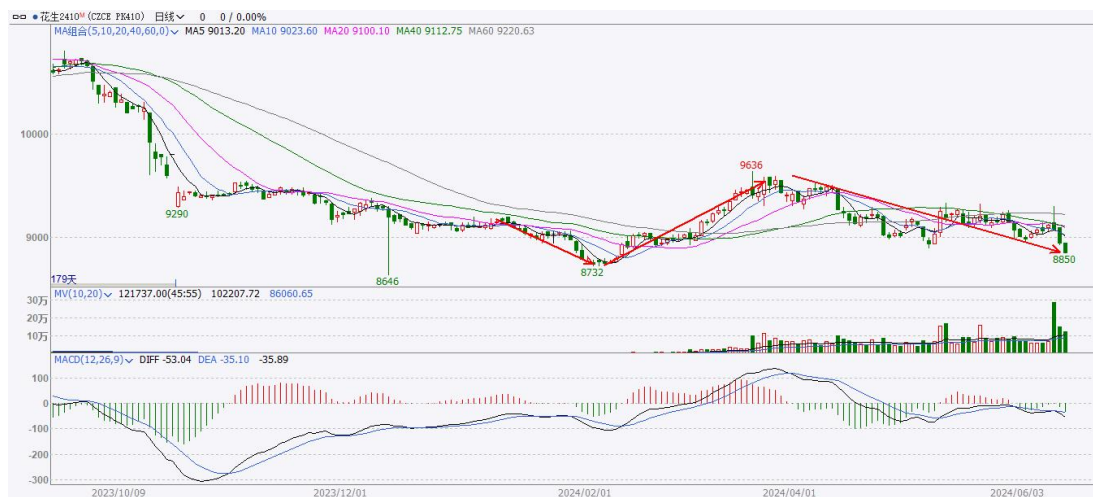 花生2410ᴹ (CZCE PK410) 日线 0 0 / 0.00%
MA组合(5,10,20,40,60,0) MA5 9013.20 MA10 9023.60 MA20 9100.10 MA40 9112.75 MA60 9220.63
10000
9636
9290
9000
8646
8732
8850
179天
MV(10,20) 121737.00(45:55) 102207.72 86060.65
30万
20万
10万
MACD(12,26,9) DIFF -53.04 DEA -35.10 -35.89
100
0
-100
-200
-300
2023/10/09 2023/12/01 2024/02/01 2024/04/01 2024/06/03